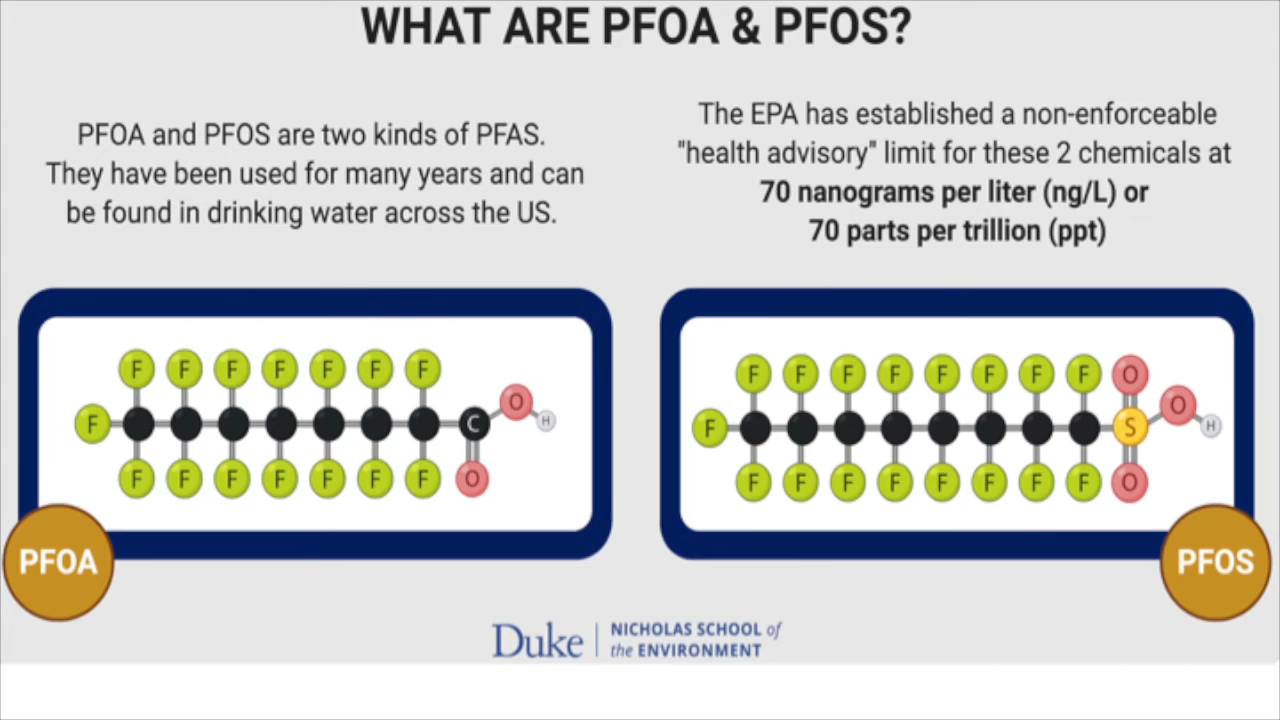 WHAT ARE PFOA & PFOS?
PFOA and PFOS are two kinds of PFAS.
They have been used for many years and can
be found in drinking water across the US.
The EPA has established a non-enforceable
"health advisory" limit for these 2 chemicals at
70 nanograms per liter (ng/L) or
70 parts per trillion (ppt)
F F F F F F F
F C O H
F F F F F F F O
PFOA
F F F F F F F F O
F S O H
F F F F F F F F O
PFOS
Duke NICHOLAS SCHOOL of
the ENVIRONMENT